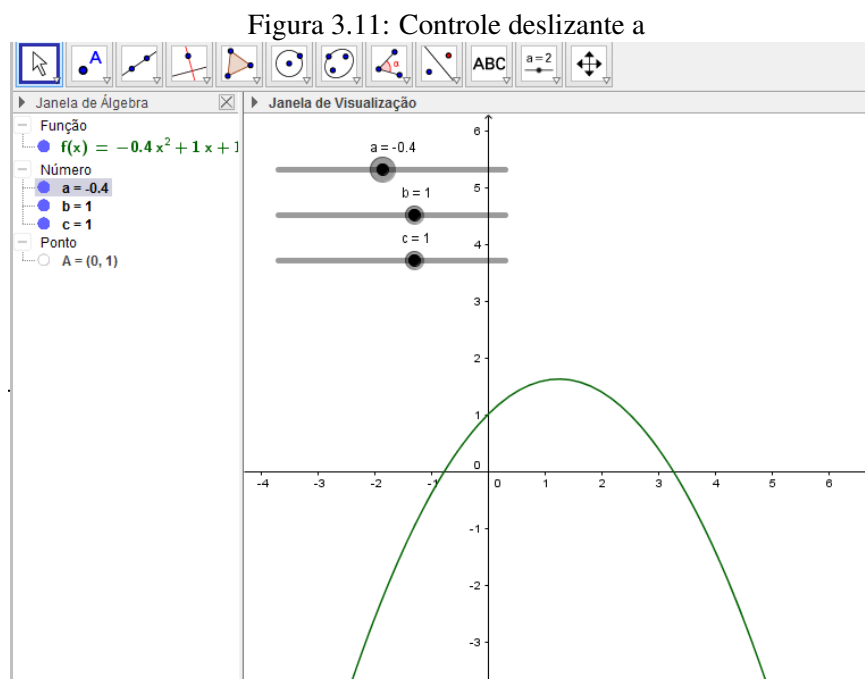 Figura 3.11: Controle deslizante a
A
α
ABC
a=2
Janela de Álgebra
Função
f(x) = −0.4 x² + 1 x + 1
Número
a = -0.4
b = 1
c = 1
Ponto
A = (0, 1)
Janela de Visualização
a = -0.4
b = 1
c = 1
6
5
4
3
2
1
0
-4 -3 -2 -1 0 1 2 3 4 5 6
-1
-2
-3